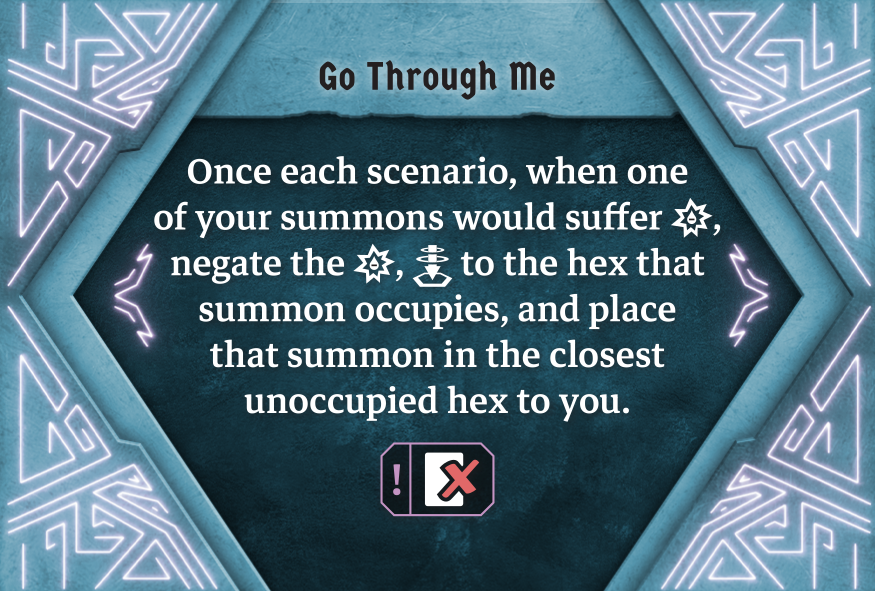 Go Through Me
Once each scenario, when one
of your summons would suffer ,
negate the , to the hex that
summon occupies, and place
that summon in the closest
unoccupied hex to you.
!